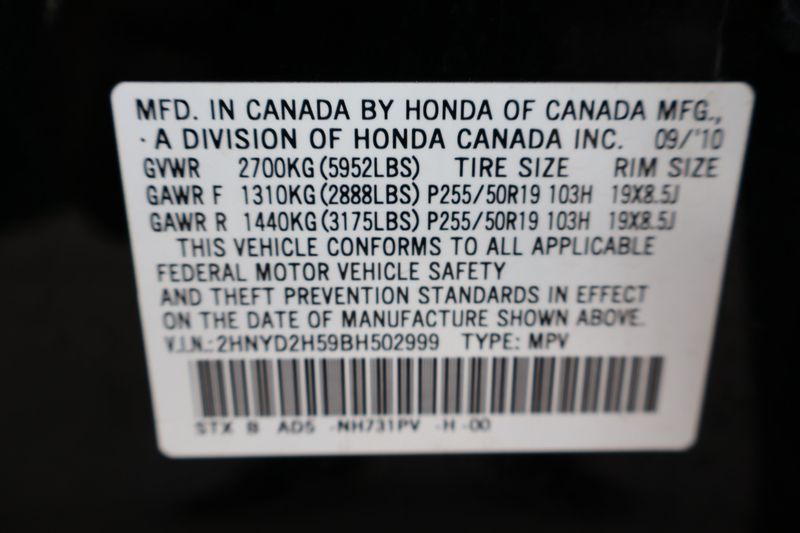 MFD. IN CANADA BY HONDA OF CANADA MFG.,
· A DIVISION OF HONDA CANADA INC. 09/'10
GVWR 2700KG(5952LBS) TIRE SIZE RIM SIZE
GAWR F 1310KG(2888LBS) P255/50R19 103H 19X8.5J
GAWR R 1440KG(3175LBS) P255/50R19 103H 19X8.5J
THIS VEHICLE CONFORMS TO ALL APPLICABLE
FEDERAL MOTOR VEHICLE SAFETY
AND THEFT PREVENTION STANDARDS IN EFFECT
ON THE DATE OF MANUFACTURE SHOWN ABOVE.
V.I.N.:2HNYD2H59BH502999 TYPE: MPV
STX B AD5 -NH731PV -H -00